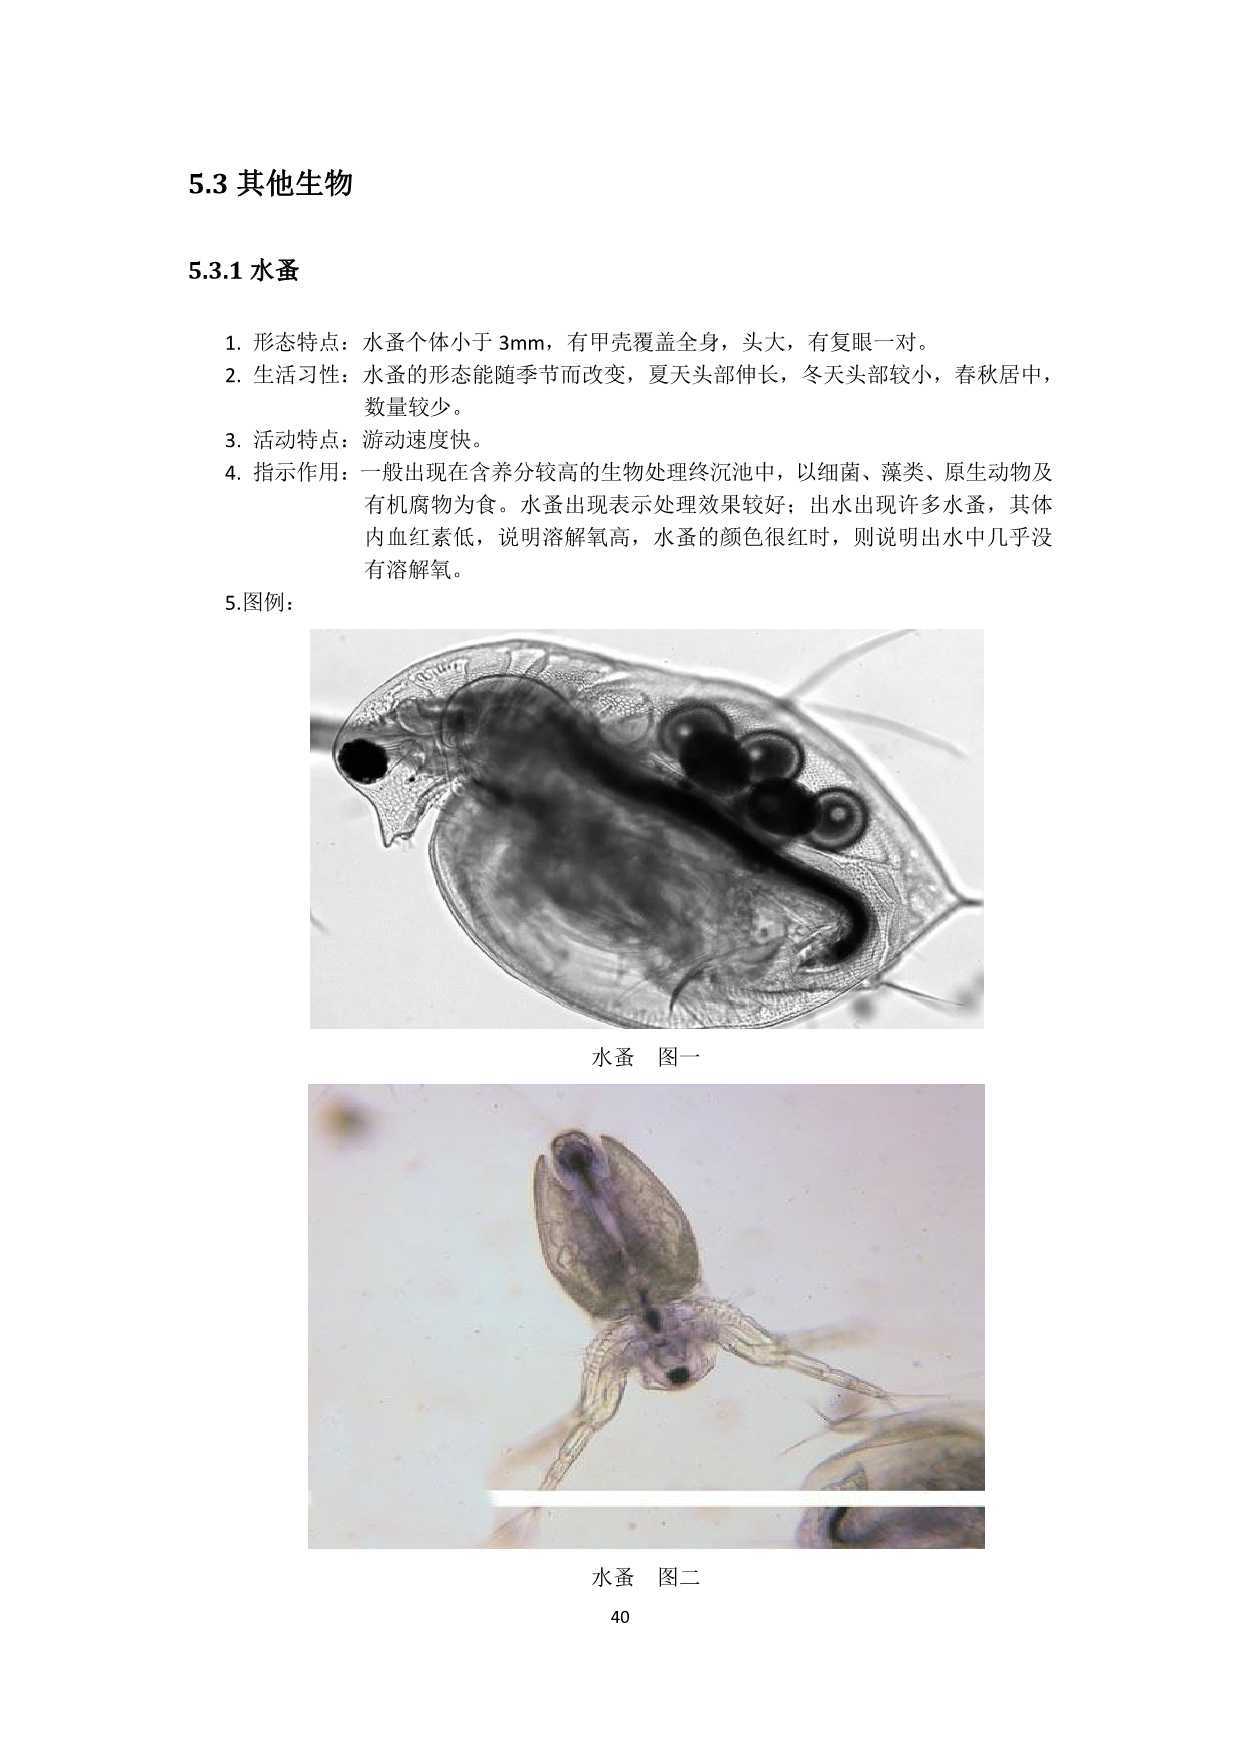 5.3 其他生物
5.3.1 水蚤
1. 形态特点：水蚤个体小于 3mm，有甲壳覆盖全身，头大，有复眼一对。
2. 生活习性：水蚤的形态能随季节而改变，夏天头部伸长，冬天头部较小，春秋居中，
数量较少。
3. 活动特点：游动速度快。
4. 指示作用：一般出现在含养分较高的生物处理终沉池中，以细菌、藻类、原生动物及
有机腐物为食。水蚤出现表示处理效果较好；出水出现许多水蚤，其体
内血红素低，说明溶解氧高，水蚤的颜色很红时，则说明出水中几乎没
有溶解氧。
5.图例：
水蚤 图一
水蚤 图二
40